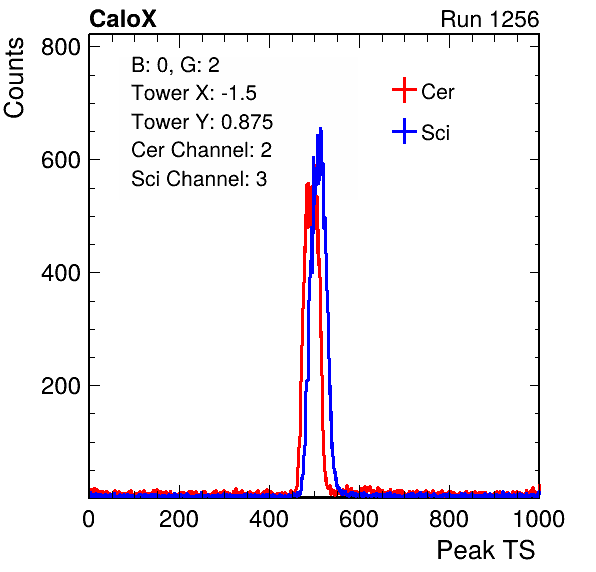 CaloX Run 1256
800
600
400
200
Counts
B: 0, G: 2
Tower X: -1.5
Tower Y: 0.875
Cer Channel: 2
Sci Channel: 3
Cer
Sci
0 200 400 600 800 1000
Peak TS